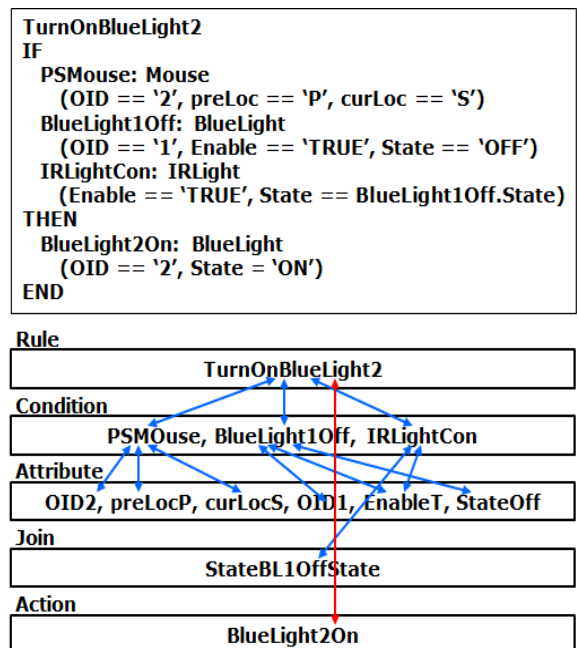 TurnOnBlueLight2
IF
PSMouse: Mouse
(OID == ‘2’, preLoc == ‘P’, curLoc == ‘S’)
BlueLight1Off: BlueLight
(OID == ‘1’, Enable == ‘TRUE’, State == ‘OFF’)
IRLightCon: IRLight
(Enable == ‘TRUE’, State == BlueLight1Off.State)
THEN
BlueLight2On: BlueLight
(OID == ‘2’, State = ‘ON’)
END
Rule
TurnOnBlueLight2
Condition
PSMOuse, BlueLight1Off, IRLightCon
Attribute
OID2, preLocP, curLocS, OID1, EnableT, StateOff
Join
StateBL1OffState
Action
BlueLight2On